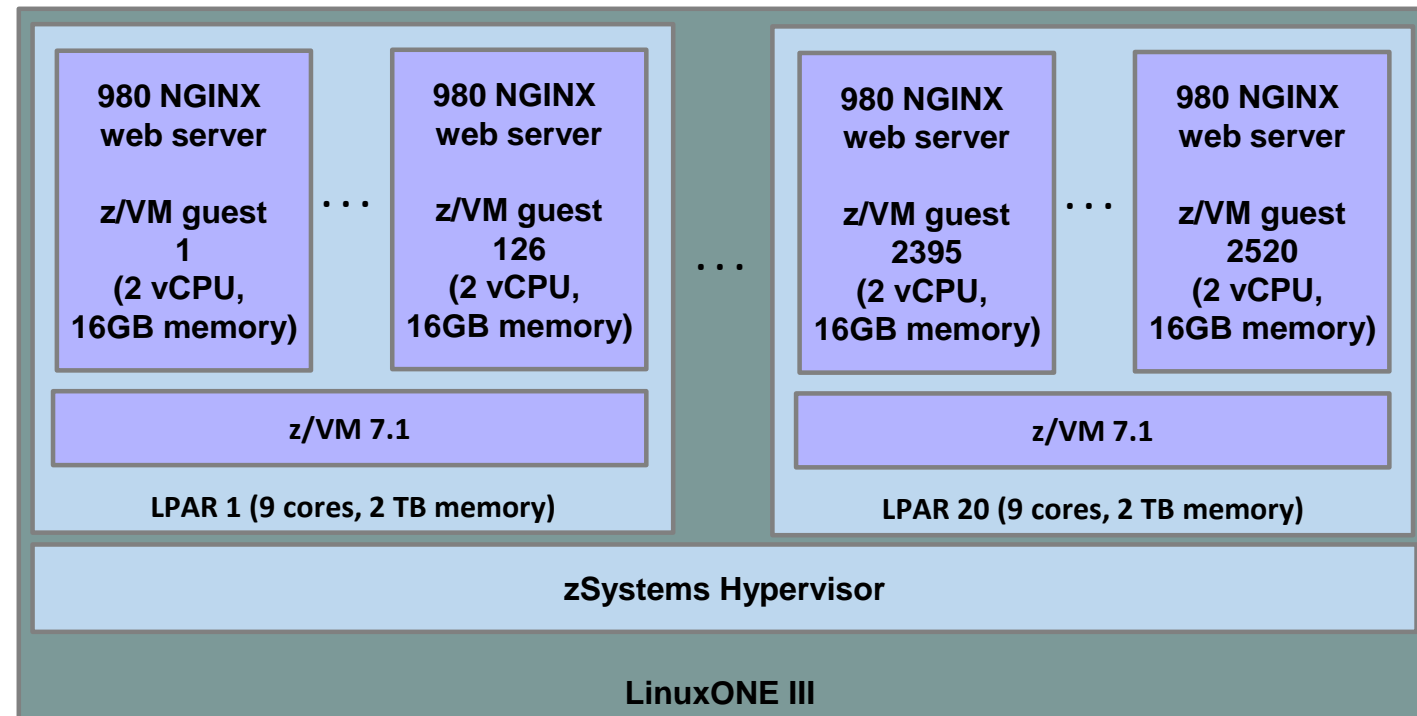 980 NGINX
web server
z/VM guest
1
(2 vCPU,
16GB memory)
. . .
980 NGINX
web server
z/VM guest
126
(2 vCPU,
16GB memory)
z/VM 7.1
LPAR 1 (9 cores, 2 TB memory)
. . .
980 NGINX
web server
z/VM guest
2395
(2 vCPU,
16GB memory)
. . .
980 NGINX
web server
z/VM guest
2520
(2 vCPU,
16GB memory)
z/VM 7.1
LPAR 20 (9 cores, 2 TB memory)
zSystems Hypervisor
LinuxONE III